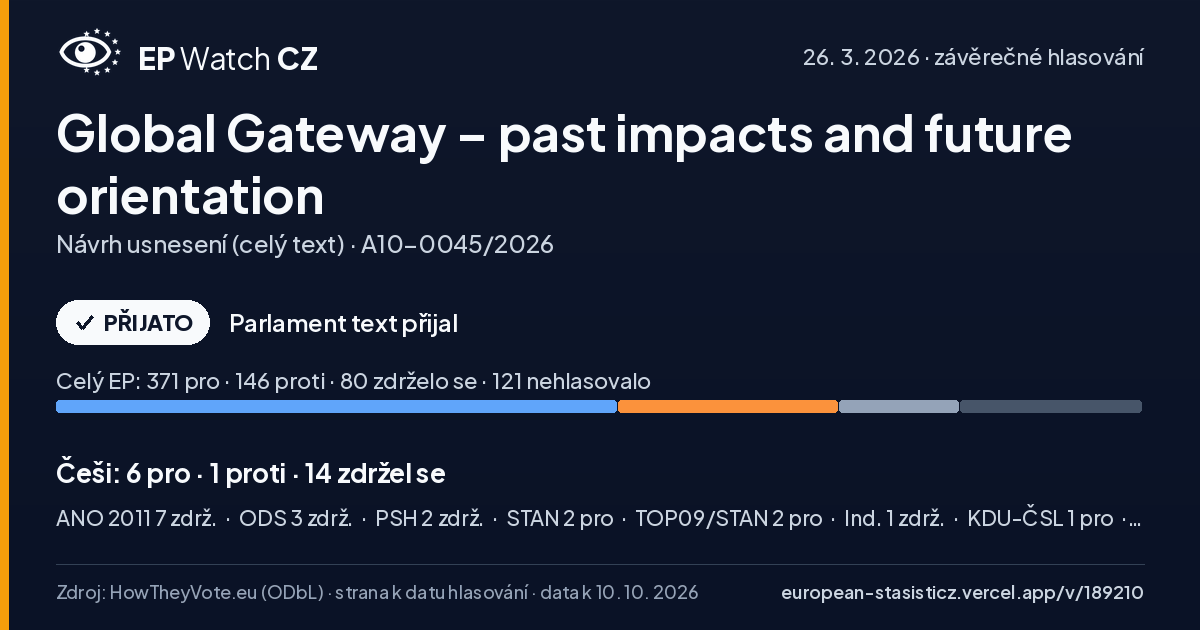 EP Watch CZ
26. 3. 2026 · závěrečné hlasování
Global Gateway – past impacts and future
orientation
Návrh usnesení (celý text) · A10–0045/2026
✓ PŘIJATO Parlament text přijal
Celý EP: 371 pro · 146 proti · 80 zdrželo se · 121 nehlasovalo
Češi: 6 pro · 1 proti · 14 zdržel se
ANO 2011 7 zdrž. · ODS 3 zdrž. · PSH 2 zdrž. · STAN 2 pro · TOP09/STAN 2 pro · Ind. 1 zdrž. · KDU-ČSL 1 pro ·…
Zdroj: HowTheyVote.eu (ODbL) · strana k datu hlasování · data k 10. 10. 2026
european-stasisticz.vercel.app/v/189210